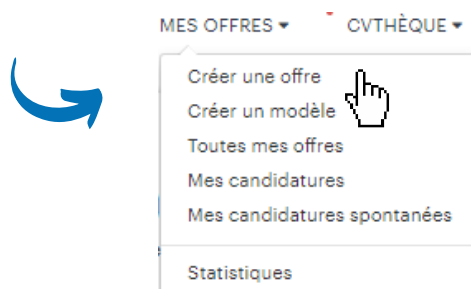 MES OFFRES CVTHÈQUE
Créer une offre
Créer un modèle
Toutes mes offres
Mes candidatures
Mes candidatures spontanées
Statistiques